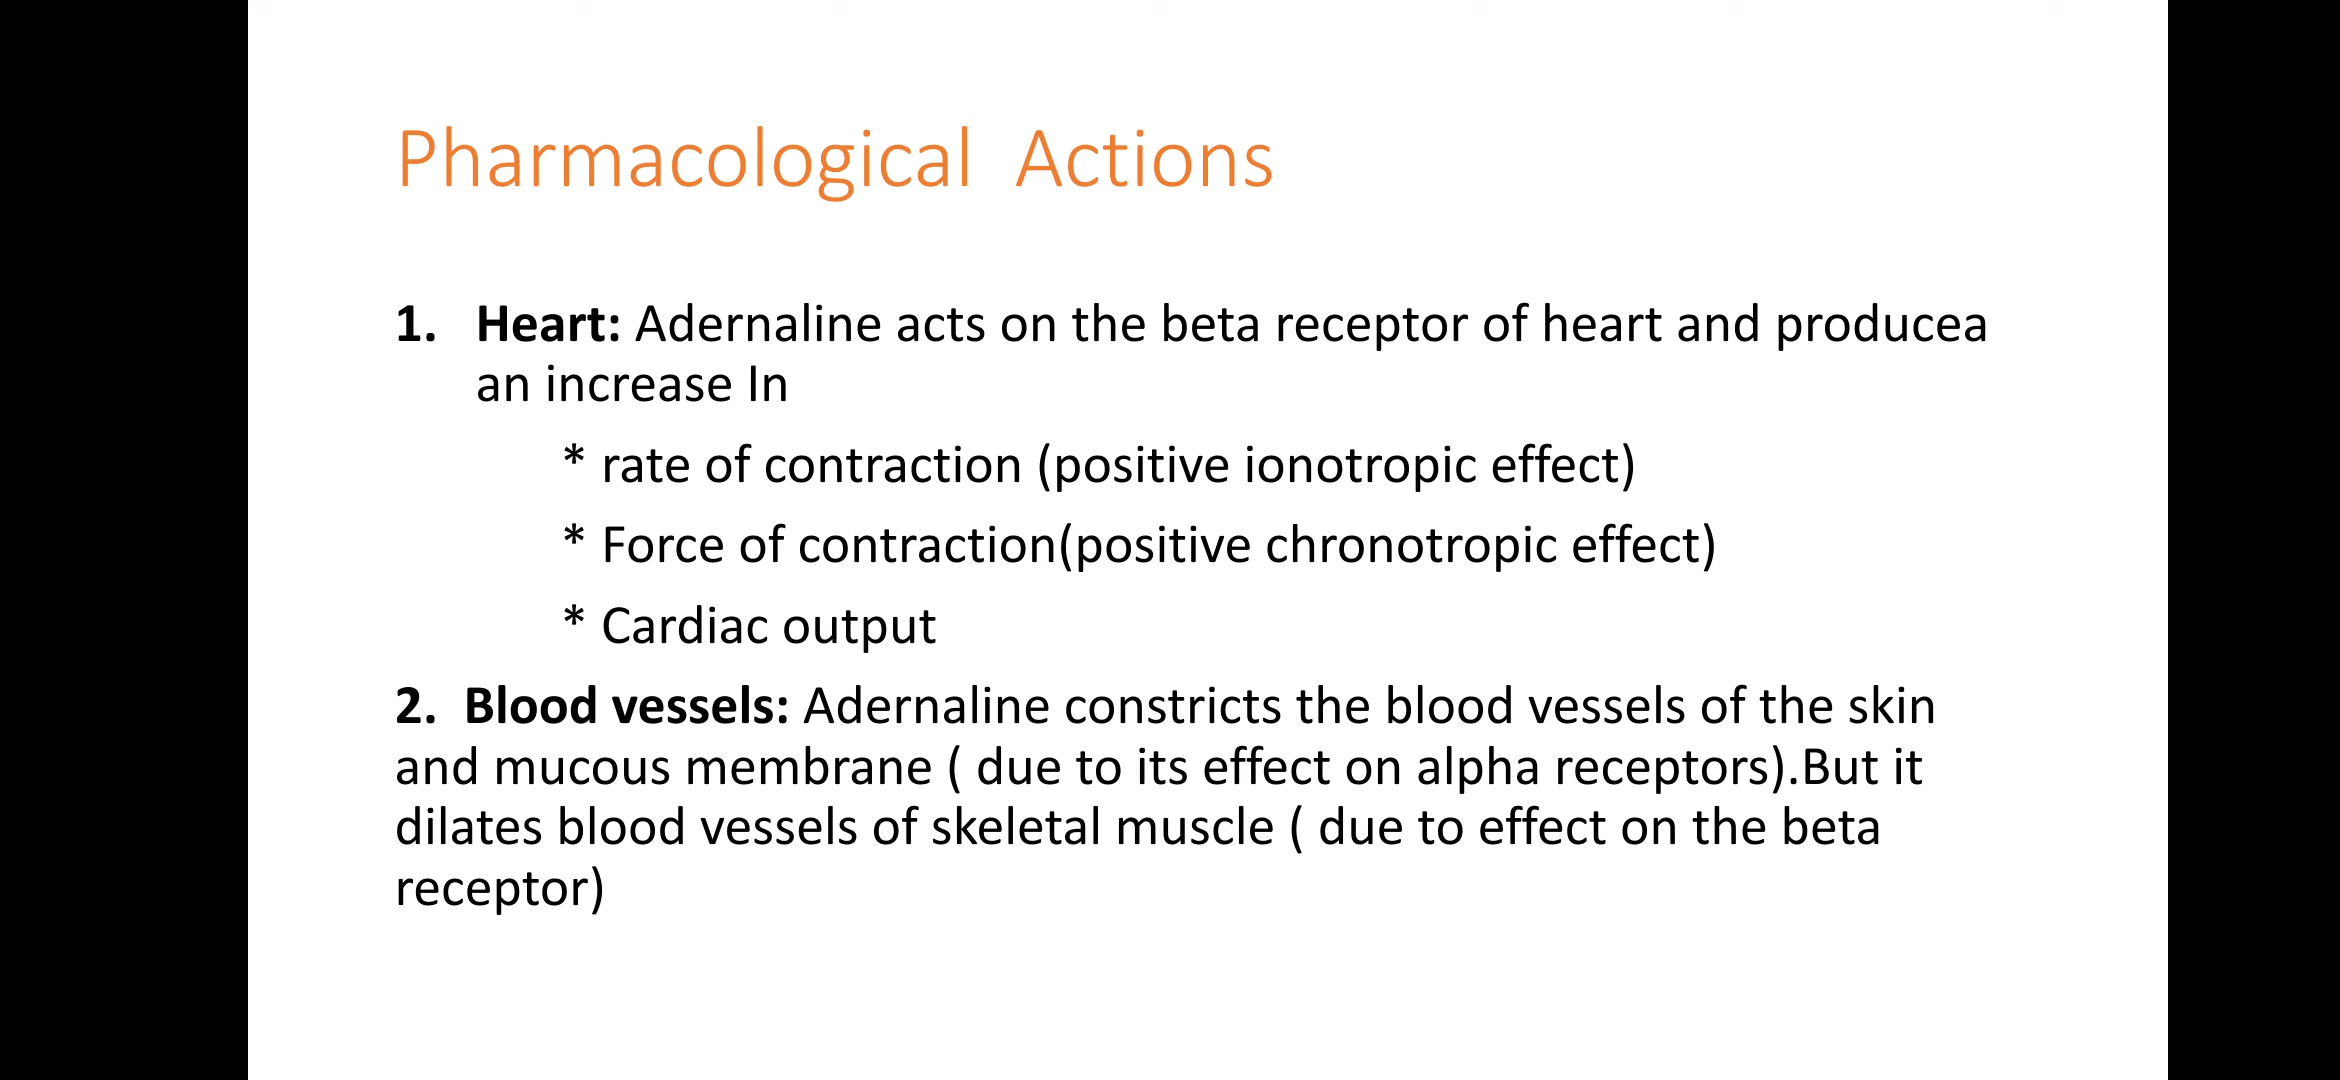 Pharmacological Actions
1. Heart: Adernaline acts on the beta receptor of heart and producea
an increase In
* rate of contraction (positive ionotropic effect)
* Force of contraction(positive chronotropic effect)
* Cardiac output
2. Blood vessels: Adernaline constricts the blood vessels of the skin
and mucous membrane ( due to its effect on alpha receptors).But it
dilates blood vessels of skeletal muscle ( due to effect on the beta
receptor)